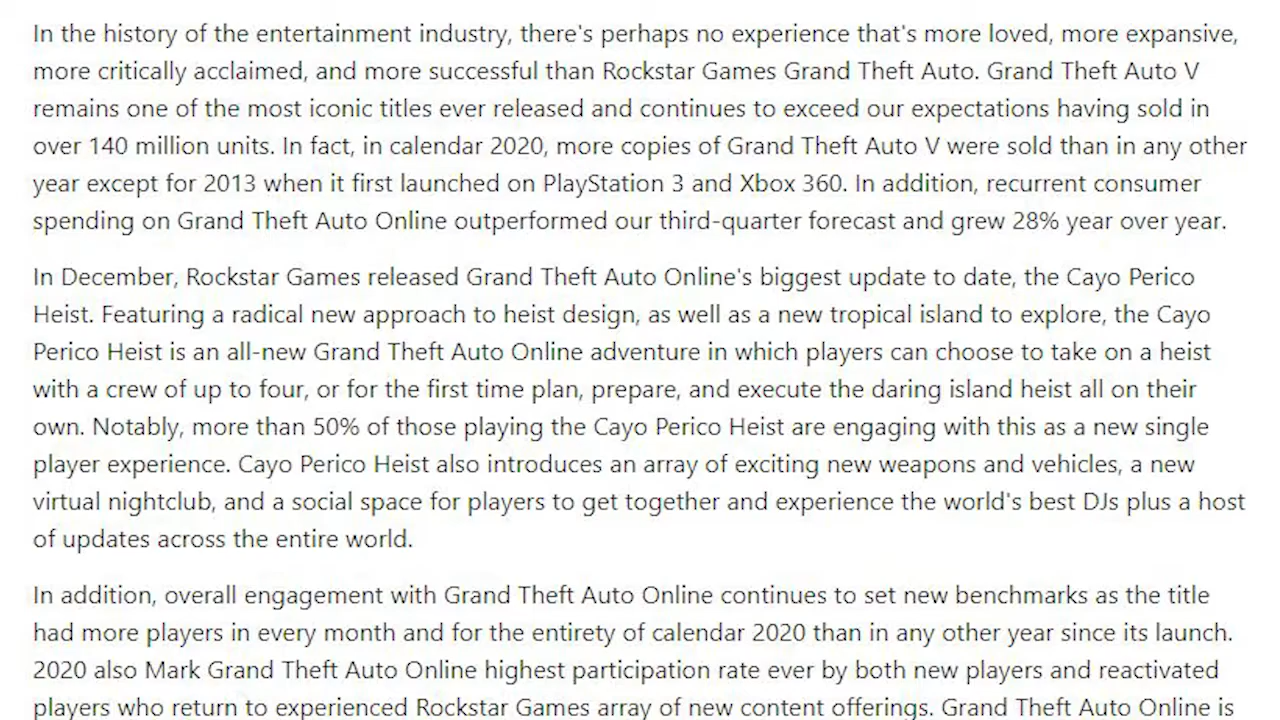 In the history of the entertainment industry, there's perhaps no experience that's more loved, more expansive,
more critically acclaimed, and more successful than Rockstar Games Grand Theft Auto. Grand Theft Auto V
remains one of the most iconic titles ever released and continues to exceed our expectations having sold in
over 140 million units. In fact, in calendar 2020, more copies of Grand Theft Auto V were sold than in any other
year except for 2013 when it first launched on PlayStation 3 and Xbox 360. In addition, recurrent consumer
spending on Grand Theft Auto Online outperformed our third-quarter forecast and grew 28% year over year.
In December, Rockstar Games released Grand Theft Auto Online's biggest update to date, the Cayo Perico
Heist. Featuring a radical new approach to heist design, as well as a new tropical island to explore, the Cayo
Perico Heist is an all-new Grand Theft Auto Online adventure in which players can choose to take on a heist
with a crew of up to four, or for the first time plan, prepare, and execute the daring island heist all on their
own. Notably, more than 50% of those playing the Cayo Perico Heist are engaging with this as a new single
player experience. Cayo Perico Heist also introduces an array of exciting new weapons and vehicles, a new
virtual nightclub, and a social space for players to get together and experience the world's best DJs plus a host
of updates across the entire world.
In addition, overall engagement with Grand Theft Auto Online continues to set new benchmarks as the title
had more players in every month and for the entirety of calendar 2020 than in any other year since its launch.
2020 also Mark Grand Theft Auto Online highest participation rate ever by both new players and reactivated
players who return to experienced Rockstar Games array of new content offerings. Grand Theft Auto Online is